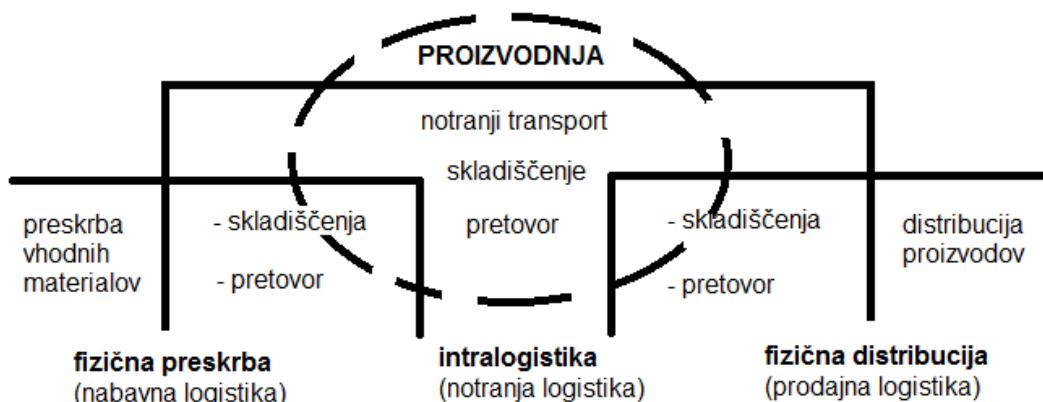 PROIZVODNJA
notranji transport
skladiščenje
preskrba
vhodnih
materialov
- skladiščenja
- pretovor
pretovor
- skladiščenja
- pretovor
distribucija
proizvodov
fizična preskrba
(nabavna logistika)
intralogistika
(notranja logistika)
fizična distribucija
(prodajna logistika)